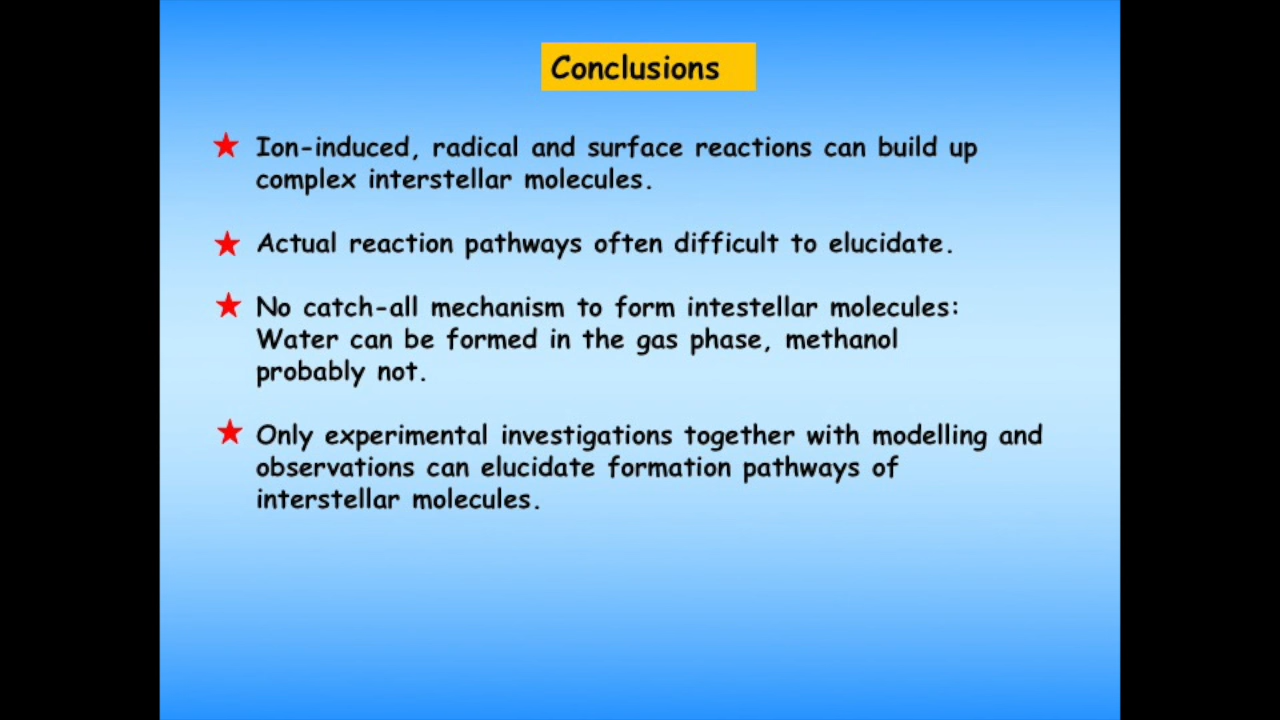 Conclusions
Ion-induced, radical and surface reactions can build up
complex interstellar molecules.
Actual reaction pathways often difficult to elucidate.
No catch-all mechanism to form intestellar molecules:
Water can be formed in the gas phase, methanol
probably not.
Only experimental investigations together with modelling and
observations can elucidate formation pathways of
interstellar molecules.